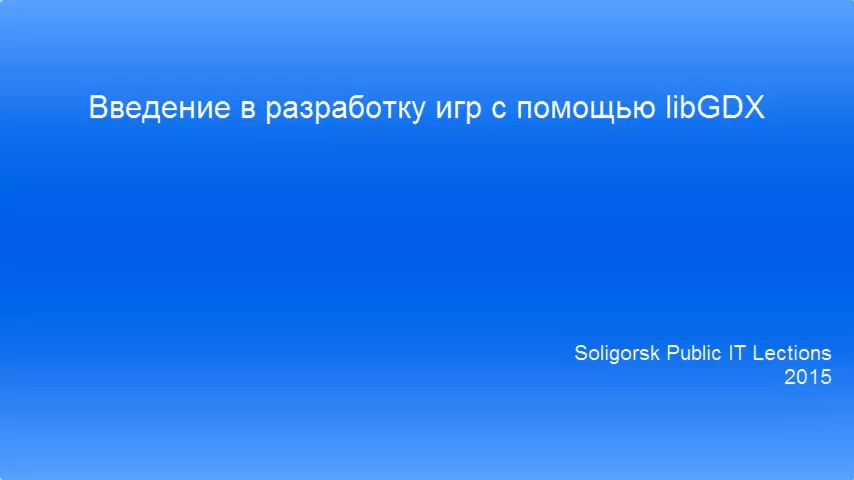 Введение в разработку игр с помощью libGDX
Soligorsk Public IT Lections
2015